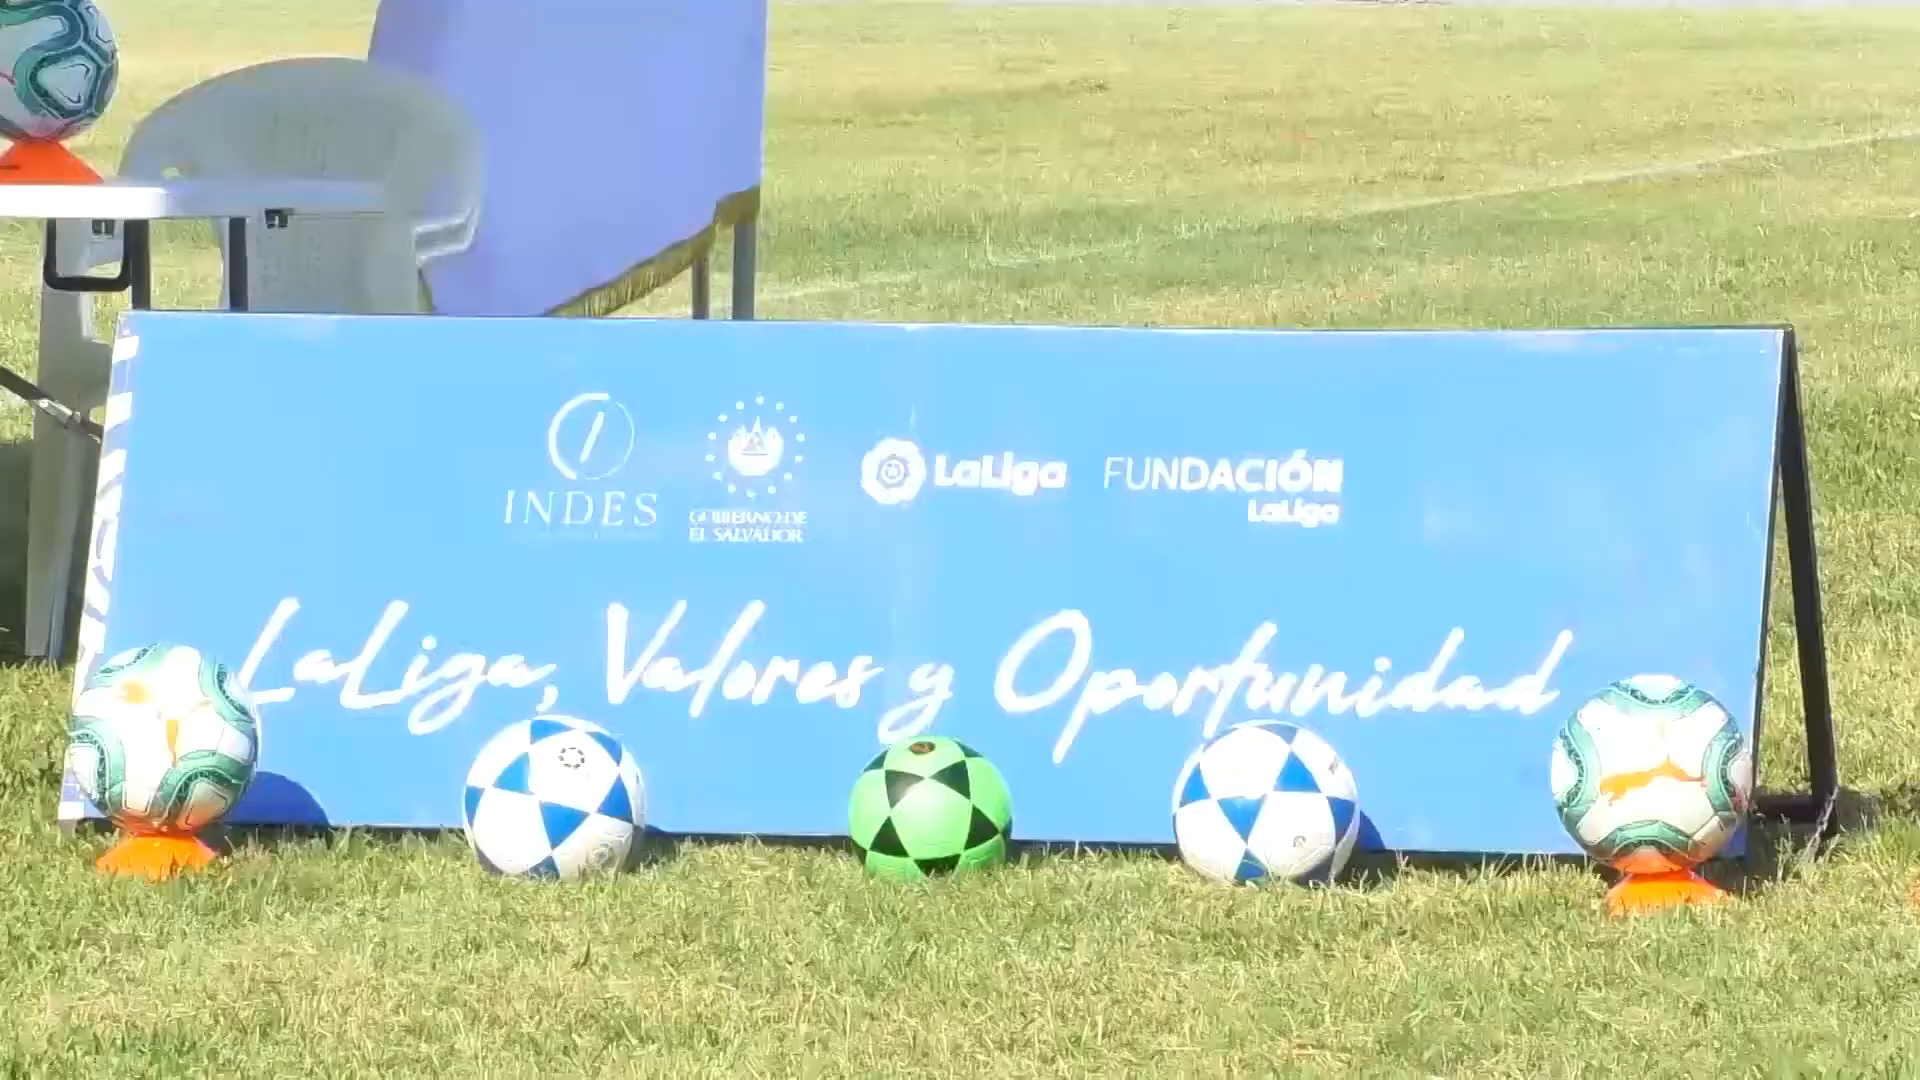 INDES
GOBIERNO DE
EL SALVADOR
LaLiga
FUNDACIÓN
LaLiga
LaLiga, Valores y Oportunidad